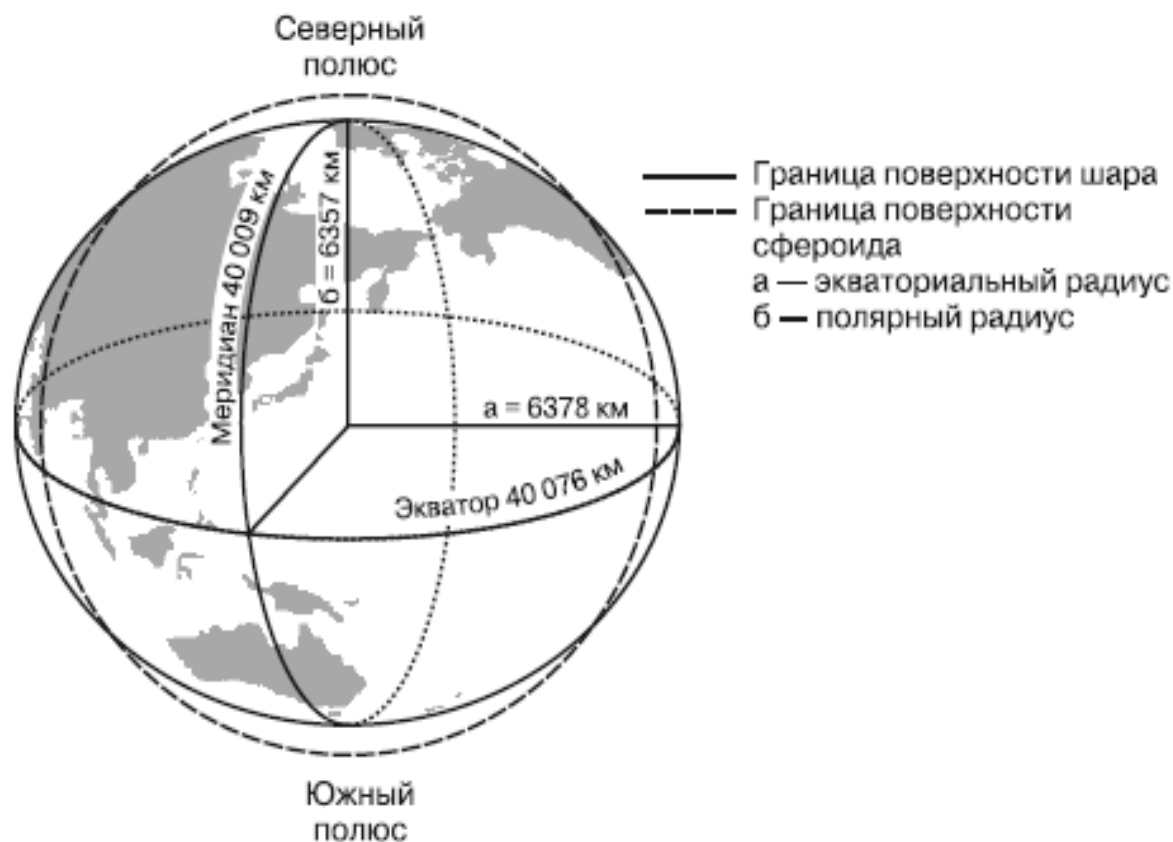 Северный
полюс
Граница поверхности шара
Граница поверхности
сфероида
а — экваториальный радиус
б — полярный радиус
Меридиан 40 009 км
б = 6357 км
а = 6378 км
Экватор 40 076 км
Южный
полюс